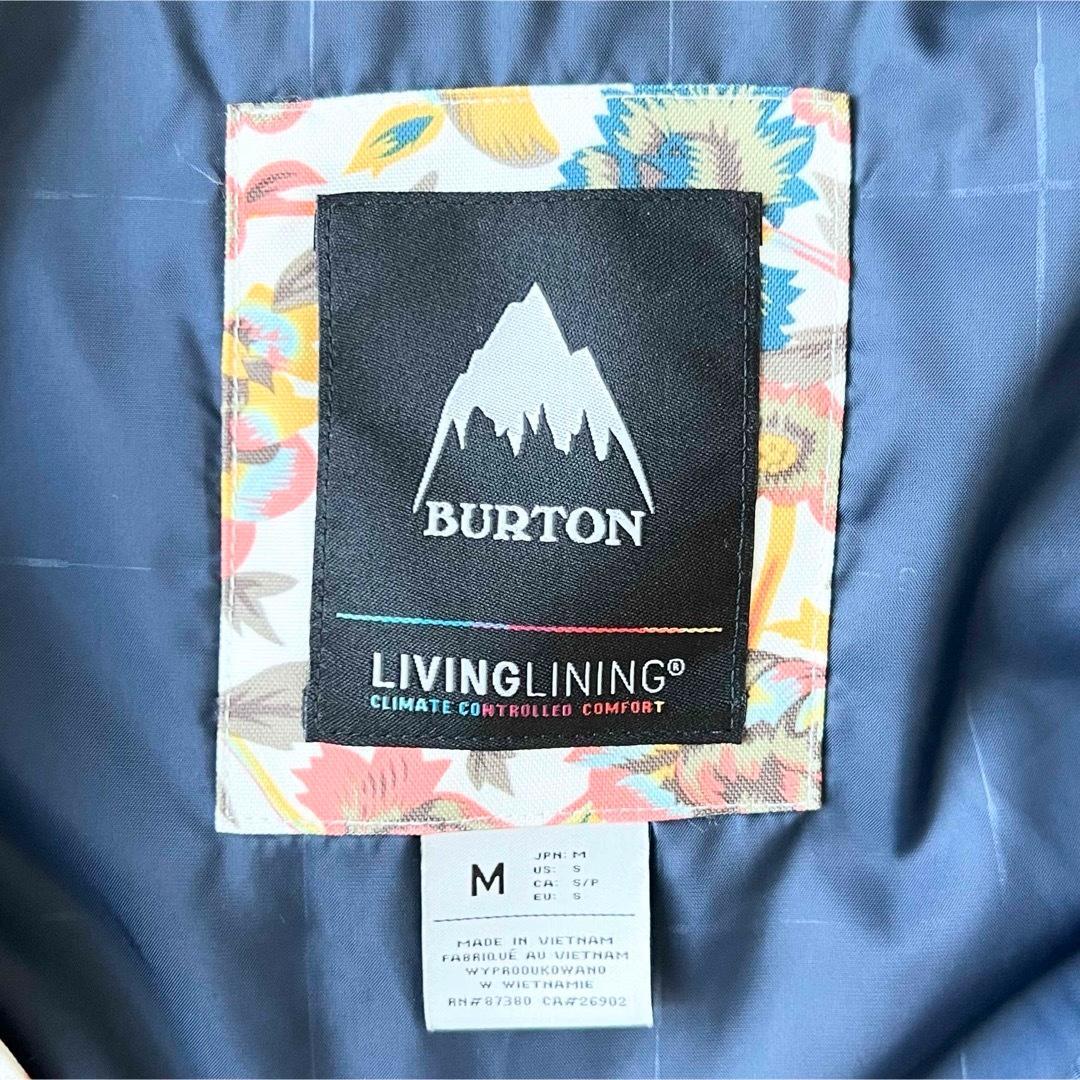 BURTON
LIVINGLINING®
CLIMATE CONTROLLED COMFORT
M
JPN: M
US: S
CA: S/P
EU: S
MADE IN VIETNAM
FABRIQUÉ AU VIETNAM
WYPRODUKOWANO
W WIETNAMIE
RN#87380 CA#26902